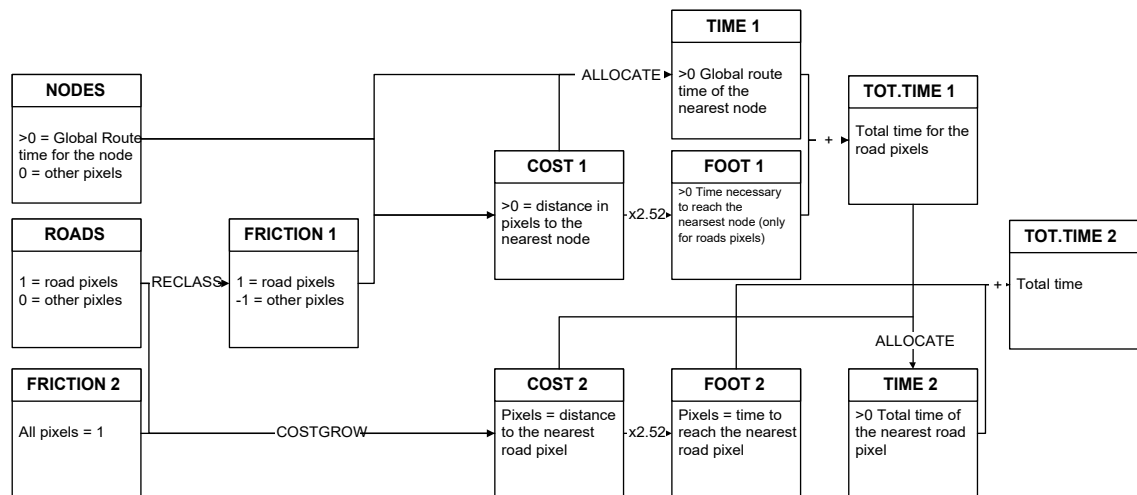 NODES
>0 = Global Route
time for the node
0 = other pixels
ROADS
1 = road pixels
0 = other pixles
RECLASS
FRICTION 1
1 = road pixels
-1 = other pixles
FRICTION 2
All pixels = 1
COSTGROW
COST 1
>0 = distance in
pixels to the
nearest node
x2.52
ALLOCATE
TIME 1
>0 Global route
time of the
nearest node
FOOT 1
>0 Time necessary
to reach the
nearsest node (only
for roads pixels)
+
TOT.TIME 1
Total time for the
road pixels
COST 2
Pixels = distance
to the nearest
road pixel
x2.52
FOOT 2
Pixels = time to
reach the nearest
road pixel
ALLOCATE
TIME 2
>0 Total time of
the nearest road
pixel
+
TOT.TIME 2
Total time